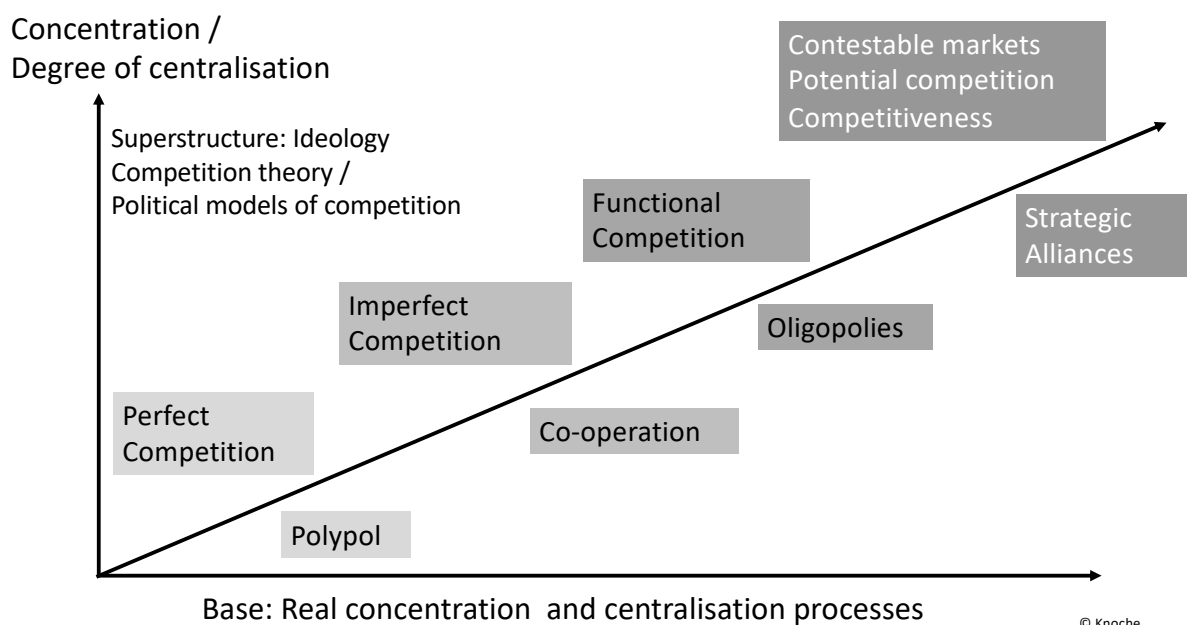 Concentration /
Degree of centralisation
Contestable markets
Potential competition
Competitiveness
Superstructure: Ideology
Competition theory /
Political models of competition
Functional
Competition
Strategic
Alliances
Imperfect
Competition
Oligopolies
Perfect
Competition
Co-operation
Polypol
Base: Real concentration and centralisation processes
© Knoche